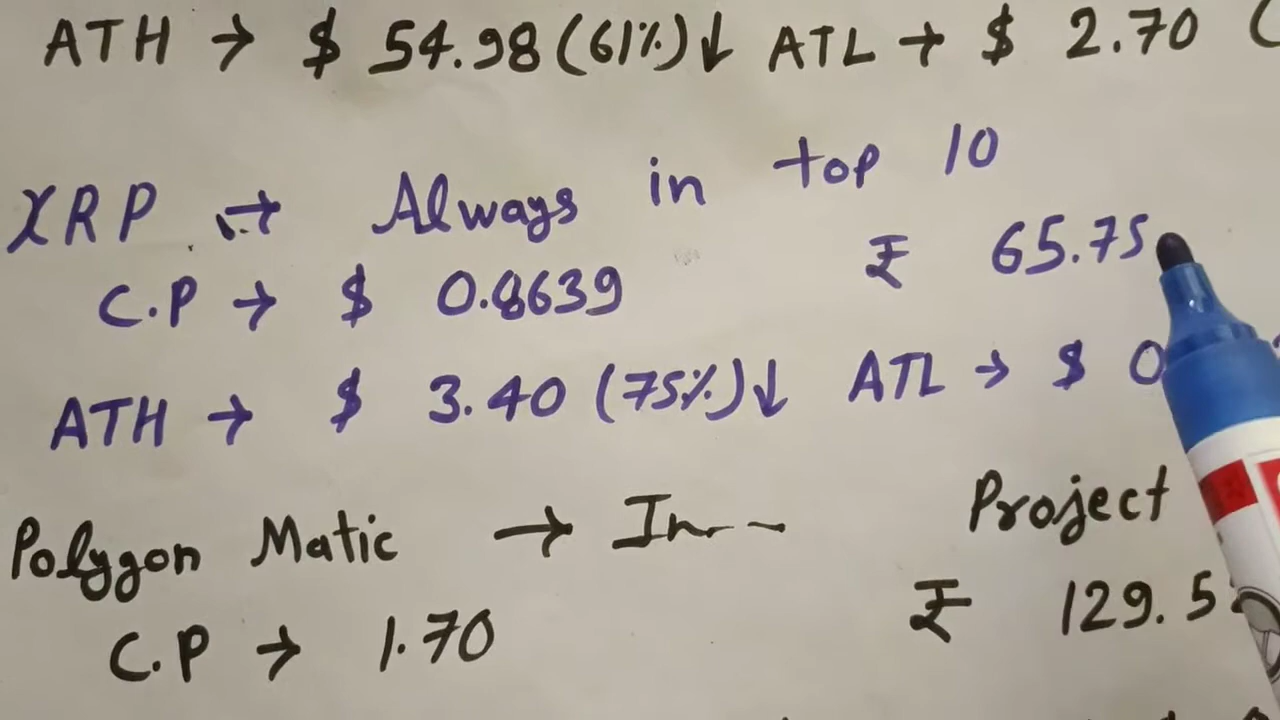 ATH → $ 54.98 (61%)↓ ATL → $ 2.70 (
XRP → Always in top 10
C.P → $ 0.8639 ₹ 65.75
ATH → $ 3.40 (75%)↓ ATL → $ 0
Polygon Matic → In Project
C.P → 1.70 ₹ 129.5